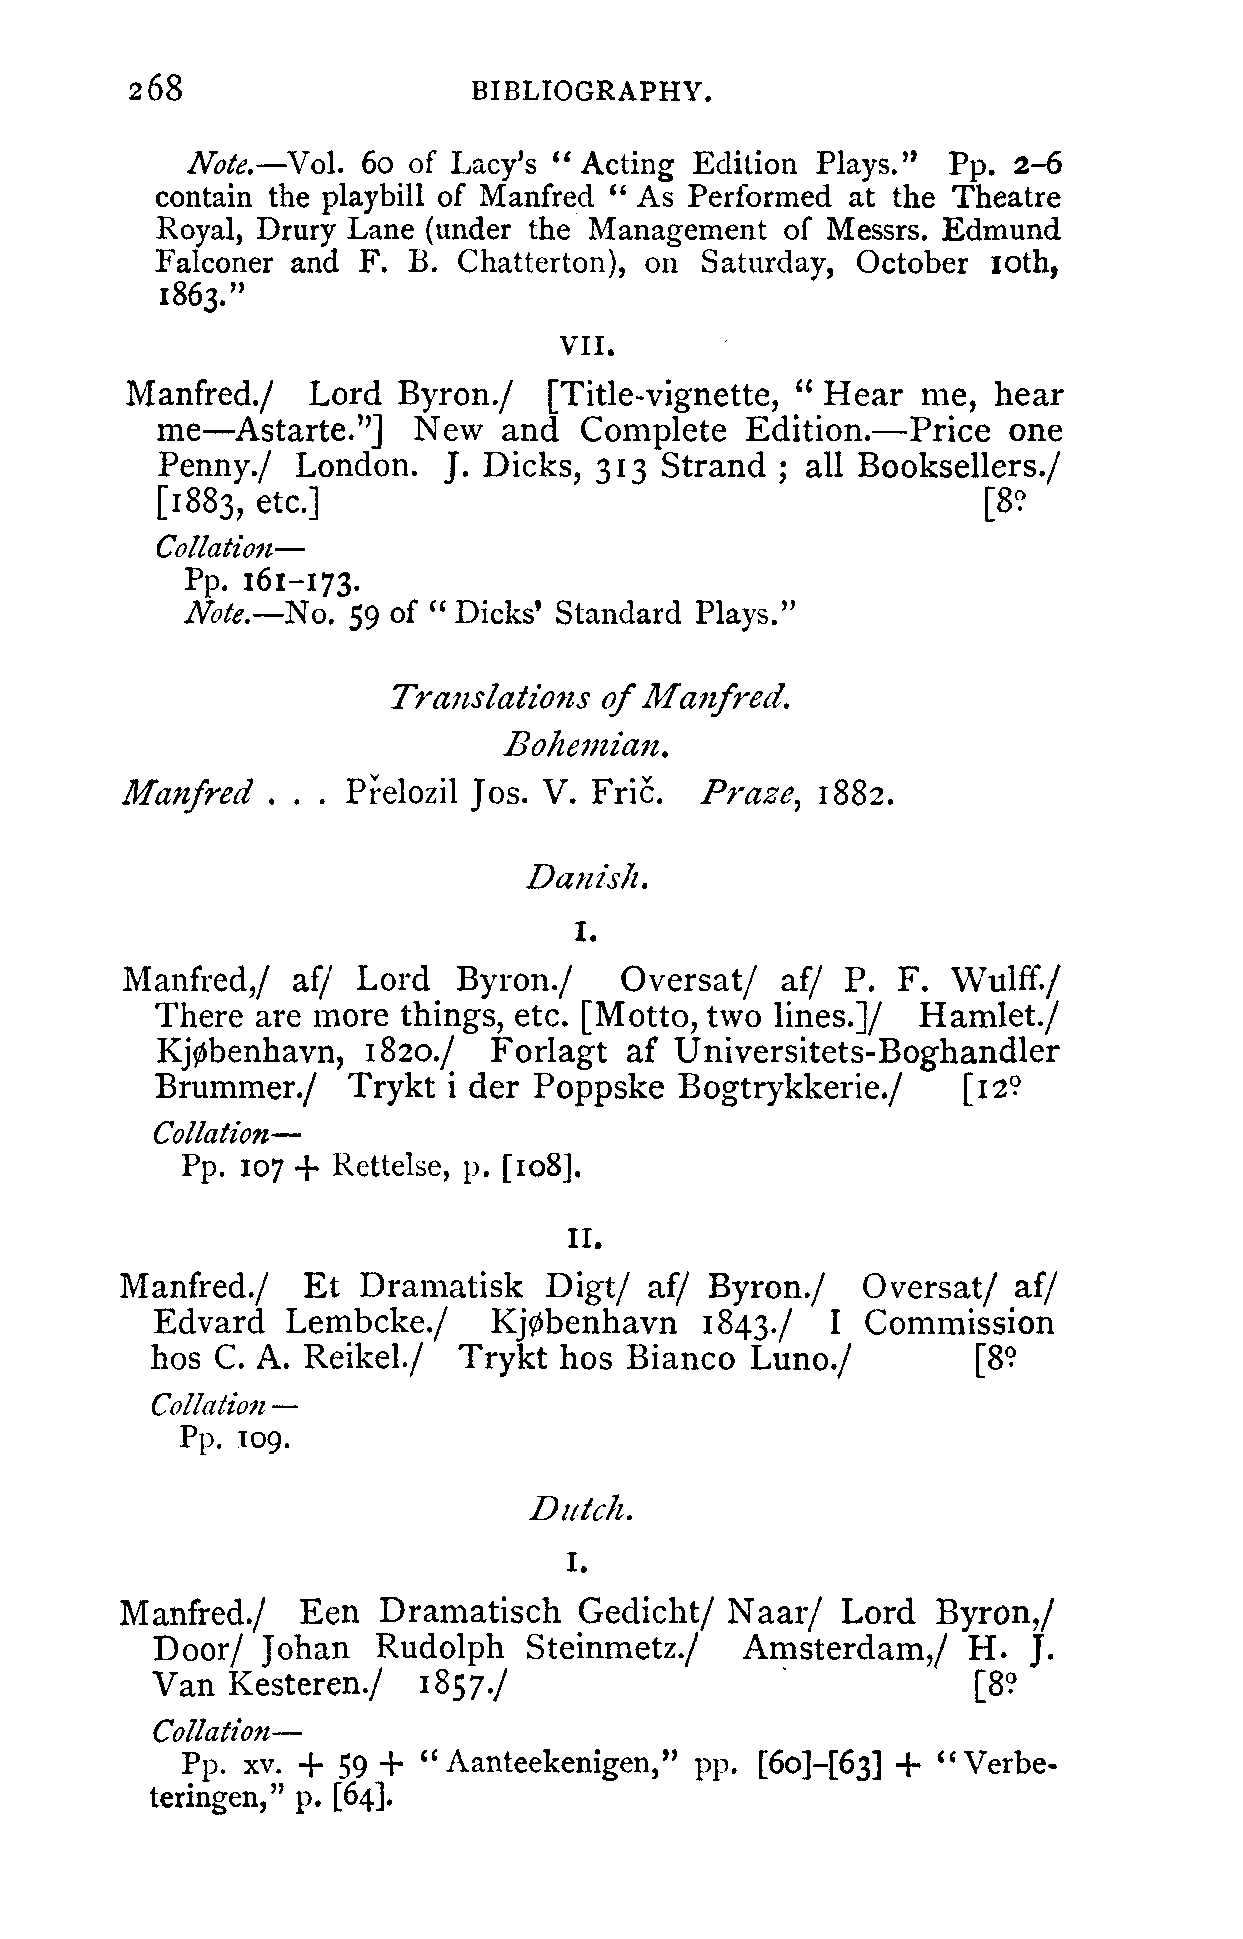 268 BIBLIOGRAPHY.
Note.—Vol. 60 of Lacy's “ Acting Edition Plays.” Pp. 2–6
contain the playbill of Manfred “ As Performed at the Theatre
Royal, Drury Lane (under the Management of Messrs. Edmund
Falconer and F. B. Chatterton), on Saturday, October 10th,
1863.”
VII.
Manfred./ Lord Byron./ [Title-vignette, “ Hear me, hear
me—Astarte.”] New and Complete Edition.—Price one
Penny./ London. J. Dicks, 313 Strand ; all Booksellers./
[1883, etc.] [8º
Collation—
Pp. 161–173.
Note.—No. 59 of “ Dicks' Standard Plays.”
Translations of Manfred.
Bohemian.
Manfred . . . Přelozil Jos. V. Frič. Praze, 1882.
Danish.
I.
Manfred,/ af/ Lord Byron./ Oversat/ af/ P. F. Wulff./
There are more things, etc. [Motto, two lines.]/ Hamlet./
Kjøbenhavn, 1820./ Forlagt af Universitets-Boghandler
Brummer./ Trykt i der Poppske Bogtrykkerie./ [12º
Collation—
Pp. 107 + Rettelse, p. [108].
II.
Manfred./ Et Dramatisk Digt/ af/ Byron./ Oversat/ af/
Edvard Lembcke./ Kjøbenhavn 1843./ I Commission
hos C. A. Reikel./ Trykt hos Bianco Luno./ [8º
Collation—
Pp. 109.
Dutch.
I.
Manfred./ Een Dramatisch Gedicht/ Naar/ Lord Byron,/
Door/ Johan Rudolph Steinmetz./ Amsterdam,/ H. J.
Van Kesteren./ 1857./ [8º
Collation—
Pp. xv. + 59 + “ Aanteekenigen,” pp. [60]–[63] + “ Verbe-
teringen,” p. [64].